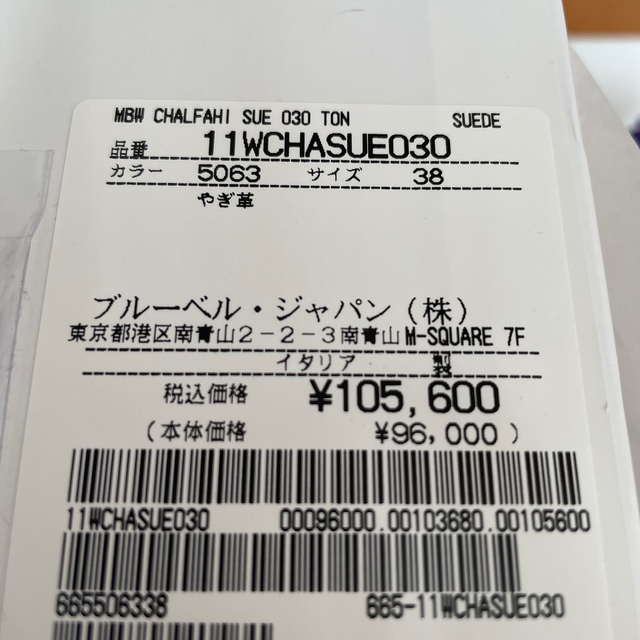 MBW CHALFAHI SUE 030 TON SUEDE
品番 11WCHASUE030
カラー 5063 サイズ 38
やぎ革
ブルーベル・ジャパン(株)
東京都港区南青山2-2-3南青山M-SQUARE 7F
イタリア 製
税込価格 ¥105,600
(本体価格 ¥96,000)
11WCHASUE030 00096000.00103680.00105600
665506338 665-11WCHASUE030